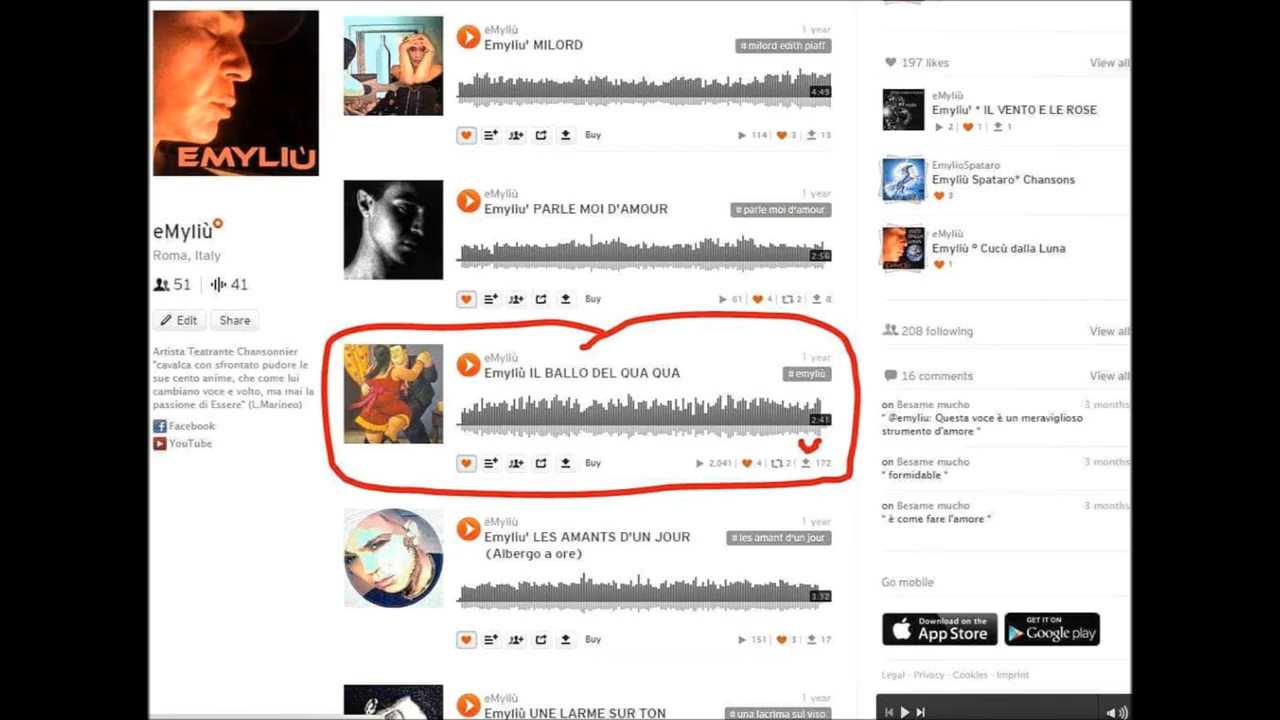 EMYLIÙ
eMyliù
Roma, Italy
51 41
Edit Share
Artista Teatrante Chansonnier
"cavalca con sfrontato pudore le
sue cento anime, che come lui
cambiano voce e volto, ma mai la
passione di Essere" (L.Marineo)
Facebook
YouTube
eMyliù 1 year
Emyliu' MILORD # milord edith piaff
4:49
Buy 114 3 13
eMyliù 1 year
Emyliu' PARLE MOI D'AMOUR # parle moi d'amour
2:56
Buy 61 4 2 8
eMyliù 1 year
Emyliù IL BALLO DEL QUA QUA # emyliù
2:41
Buy 2,041 4 2 172
eMyliù 1 year
Emyliu' LES AMANTS D'UN JOUR # les amant d'un jour
(Albergo a ore)
3:32
Buy 151 3 17
eMyliù 1 year
Emyliù UNE LARME SUR TON # una lacrima sul viso
197 likes View all
eMyliù
Emyliu' * IL VENTO E LE ROSE
2 1 1
EmylioSpataro
Emyliù Spataro* Chansons
3
eMyliù
Emyliù ° Cucù dalla Luna
1
208 following View all
16 comments View all
on Besame mucho 3 months
" @emyliu: Questa voce è un meraviglioso
strumento d'amore "
on Besame mucho 3 months
" formidable "
on Besame mucho 3 months
" è come fare l'amore "
Go mobile
Download on the
App Store
GET IT ON
Google play
Legal - Privacy - Cookies - Imprint